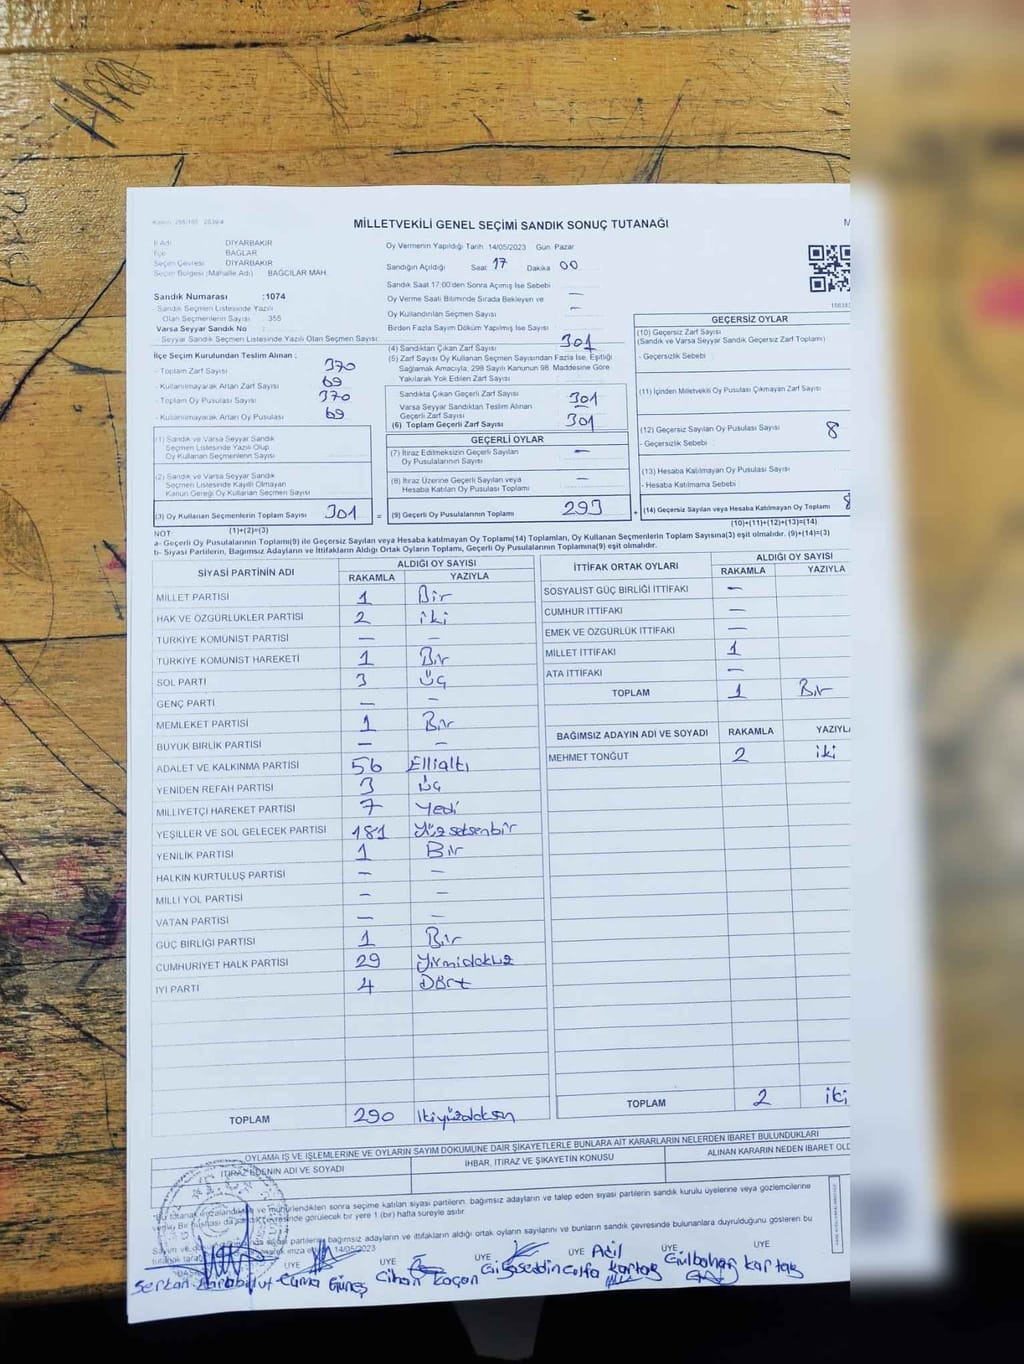 Kanun: 298/105 2839/4
MİLLETVEKİLİ GENEL SEÇİMİ SANDIK SONUÇ TUTANAĞI
M
İl Adı DİYARBAKIR
İlçe BAĞLAR
Seçim Çevresi DİYARBAKIR
Seçim Bölgesi (Mahalle Adı) BAĞCILAR MAH.
Sandık Numarası :1074
Sandık Seçmen Listesinde Yazılı
Olan Seçmenlerin Sayısı 355
Varsa Seyyar Sandık No :
Seyyar Sandık Seçmen Listesinde Yazılı Olan Seçmen Sayısı:
Oy Vermenin Yapıldığı Tarih :14/05/2023 Gün: Pazar
Sandığın Açıldığı Saat 17 Dakika 00
Sandık Saat 17:00'den Sonra Açılmış İse Sebebi
Oy Verme Saati Bitiminde Sırada Bekleyen ve —
Oy Kullandırılan Seçmen Sayısı —
Birden Fazla Sayım Döküm Yapılmış İse Sayısı
İlçe Seçim Kurulundan Teslim Alınan :
- Toplam Zarf Sayısı 370
- Kullanılmayarak Artan Zarf Sayısı 69
- Toplam Oy Pusulası Sayısı 370
- Kullanılmayarak Artan Oy Pusulası 69
(4) Sandıktan Çıkan Zarf Sayısı 301
(5) Zarf Sayısı Oy Kullanan Seçmen Sayısından Fazla İse, Eşitliği
Sağlamak Amacıyla, 298 Sayılı Kanunun 98. Maddesine Göre
Yakılarak Yok Edilen Zarf Sayısı
Sandıkta Çıkan Geçerli Zarf Sayısı 301
Varsa Seyyar Sandıktan Teslim Alınan
Geçerli Zarf Sayısı —
(6) Toplam Geçerli Zarf Sayısı 301
GEÇERSİZ OYLAR
(10) Geçersiz Zarf Sayısı
(Sandık ve Varsa Seyyar Sandık Geçersiz Zarf Toplamı)
- Geçersizlik Sebebi :
(11) İçinden Milletvekili Oy Pusulası Çıkmayan Zarf Sayısı
(12) Geçersiz Sayılan Oy Pusulası Sayısı 8
- Geçersizlik Sebebi :
(13) Hesaba Katılmayan Oy Pusulası Sayısı
- Hesaba Katılmama Sebebi :
(14) Geçersiz Sayılan veya Hesaba Katılmayan Oy Toplamı 8
(10)+(11)+(12)+(13)=(14)
(1) Sandık ve Varsa Seyyar Sandık
Seçmen Listesinde Yazılı Olup
Oy Kullanan Seçmenlerin Sayısı
(2) Sandık ve Varsa Seyyar Sandık
Seçmen Listesinde Kayıtlı Olmayan
Kanun Gereği Oy Kullanan Seçmen Sayısı
(3) Oy Kullanan Seçmenlerin Toplam Sayısı 301 =
(1)+(2)=(3)
GEÇERLİ OYLAR
(7) İtiraz Edilmeksizin Geçerli Sayılan
Oy Pusulalarının Sayısı —
(8) İtiraz Üzerine Geçerli Sayılan veya
Hesaba Katılan Oy Pusulası Toplamı —
(9) Geçerli Oy Pusulalarının Toplamı 293 +
NOT:
a- Geçerli Oy Pusulalarının Toplamı(9) ile Geçersiz Sayılan veya Hesaba katılmayan Oy Toplamı(14) Toplamları, Oy Kullanan Seçmenlerin Toplam Sayısına(3) eşit olmalıdır. (9)+(14)=(3)
b- Siyasi Partilerin, Bağımsız Adayların ve İttifakların Aldığı Ortak Oyların Toplamı, Geçerli Oy Pusulalarının Toplamına(9) eşit olmalıdır.
SİYASİ PARTİNİN ADI ALDIĞI OY SAYISI
RAKAMLA YAZIYLA
MİLLET PARTİSİ 1 Bir
HAK VE ÖZGÜRLÜKLER PARTİSİ 2 iki
TÜRKİYE KOMÜNİST PARTİSİ — —
TÜRKİYE KOMÜNİST HAREKETİ 1 Bir
SOL PARTİ 3 Üç
GENÇ PARTİ — —
MEMLEKET PARTİSİ 1 Bir
BÜYÜK BİRLİK PARTİSİ — —
ADALET VE KALKINMA PARTİSİ 56 Ellialtı
YENİDEN REFAH PARTİSİ 3 Üç
MİLLİYETÇİ HAREKET PARTİSİ 7 Yedi
YEŞİLLER VE SOL GELECEK PARTİSİ 181 Yüzseksenbir
YENİLİK PARTİSİ 1 Bir
HALKIN KURTULUŞ PARTİSİ — —
MİLLİ YOL PARTİSİ — —
VATAN PARTİSİ — —
GÜÇ BİRLİĞİ PARTİSİ 1 Bir
CUMHURİYET HALK PARTİSİ 29 Yirmidokuz
İYİ PARTİ 4 Dört
TOPLAM 290 ikiyüzdoksan
İTTİFAK ORTAK OYLARI ALDIĞI OY SAYISI
RAKAMLA YAZIYLA
SOSYALİST GÜÇ BİRLİĞİ İTTİFAKI —
CUMHUR İTTİFAKI —
EMEK VE ÖZGÜRLÜK İTTİFAKI —
MİLLET İTTİFAKI 1
ATA İTTİFAKI —
TOPLAM 1 Bir
BAĞIMSIZ ADAYIN ADI VE SOYADI RAKAMLA YAZIYLA
MEHMET TONĞUT 2 iki
TOPLAM 2 iki
OYLAMA İŞ VE İŞLEMLERİNE VE OYLARIN SAYIM DÖKÜMÜNE DAİR ŞİKAYETLERLE BUNLARA AİT KARARLARIN NELERDEN İBARET BULUNDUKLARI
İTİRAZ EDENİN ADI VE SOYADI İHBAR, İTİRAZ VE ŞİKAYETİN KONUSU ALINAN KARARIN NEDEN İBARET OLD
ve mühürlendikten sonra seçime katılan siyasi partilerin, bağımsız adayların ve talep eden siyasi partilerin sandık kurulu üyelerine veya gözlemcilerine
çevresinde görülecek bir yere 1 (bir) hafta süreyle asılır.
partilerin, bağımsız adayların ve ittifakların aldığı ortak oyların sayılarını ve bunların sandık çevresinde bulunanlara duyurulduğunu gösteren bu
14/05/2023
ÜYE ÜYE ÜYE ÜYE ÜYE ÜYE
Serkan Karabulut Cuma Güneş Cihan Koçan Adil Kartaş Gülbahar Kartaş